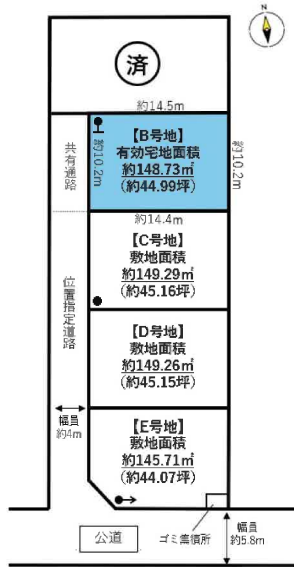 N
済
約14.5m
【B号地】
有効宅地面積
約148.73㎡
(約44.99坪)
約10.2m
約10.2m
共有通路
14.4m
【C号地】
敷地面積
約149.29㎡
(約45.16坪)
位置指定道路
【D号地】
敷地面積
約149.26㎡
(約45.15坪)
幅員
約4m
【E号地】
敷地面積
約145.71㎡
(約44.07坪)
公道
ゴミ集積所
幅員
約5.8m